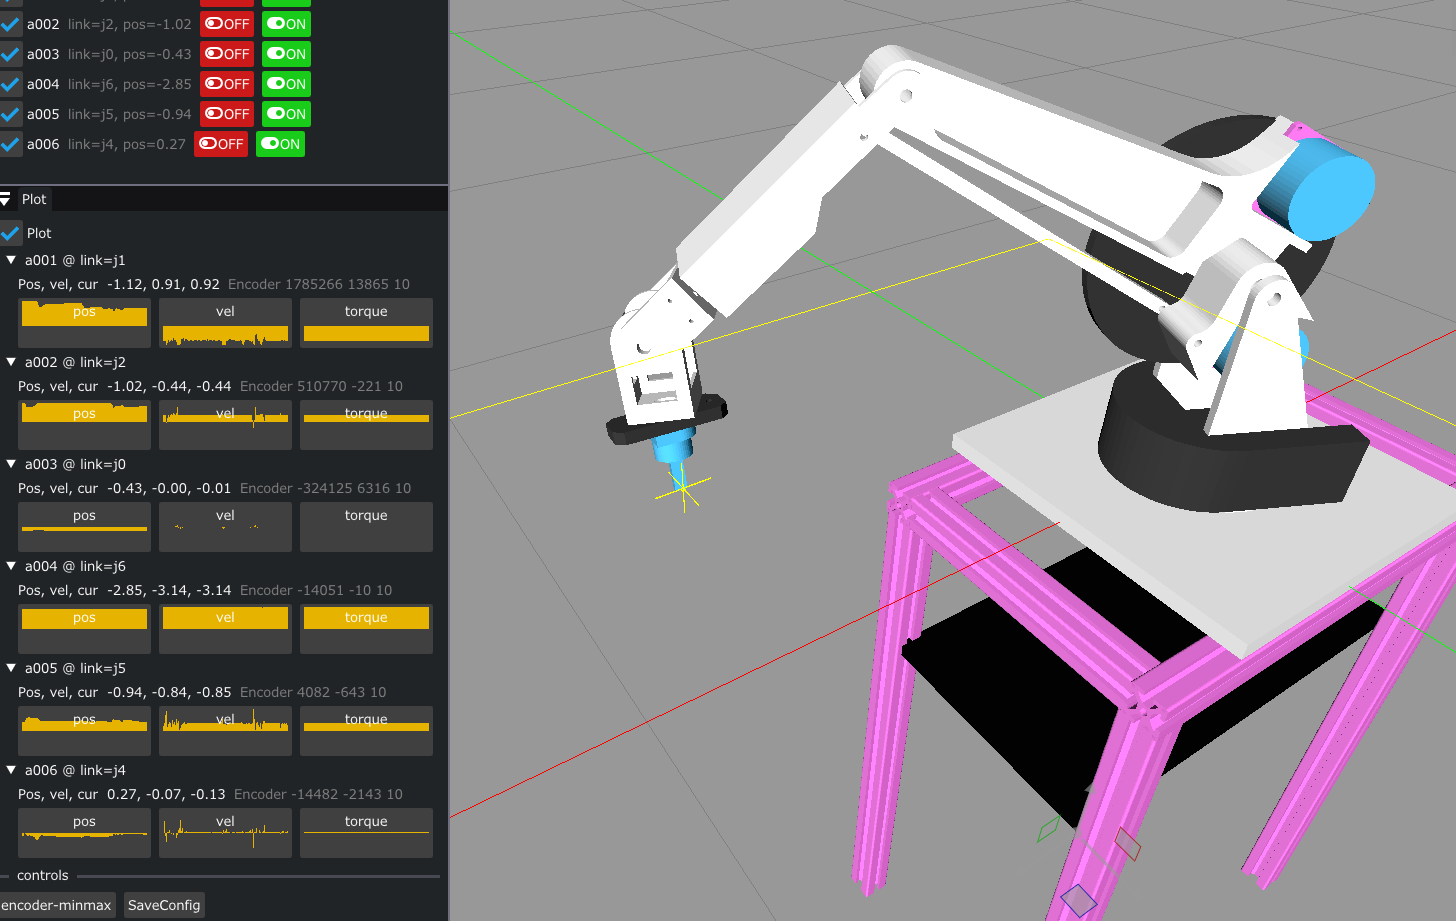 a002 link=j2, pos=-1.02 OFF ON
a003 link=j0, pos=-0.43 OFF ON
a004 link=j6, pos=-2.85 OFF ON
a005 link=j5, pos=-0.94 OFF ON
a006 link=j4, pos=0.27 OFF ON
Plot
Plot
a001 @ link=j1
Pos, vel, cur -1.12, 0.91, 0.92 Encoder 1785266 13865 10
pos vel torque
a002 @ link=j2
Pos, vel, cur -1.02, -0.44, -0.44 Encoder 510770 -221 10
pos vel torque
a003 @ link=j0
Pos, vel, cur -0.43, -0.00, -0.01 Encoder -324125 6316 10
pos vel torque
a004 @ link=j6
Pos, vel, cur -2.85, -3.14, -3.14 Encoder -14051 -10 10
pos vel torque
a005 @ link=j5
Pos, vel, cur -0.94, -0.84, -0.85 Encoder 4082 -643 10
pos vel torque
a006 @ link=j4
Pos, vel, cur 0.27, -0.07, -0.13 Encoder -14482 -2143 10
pos vel torque
controls
encoder-minmax SaveConfig